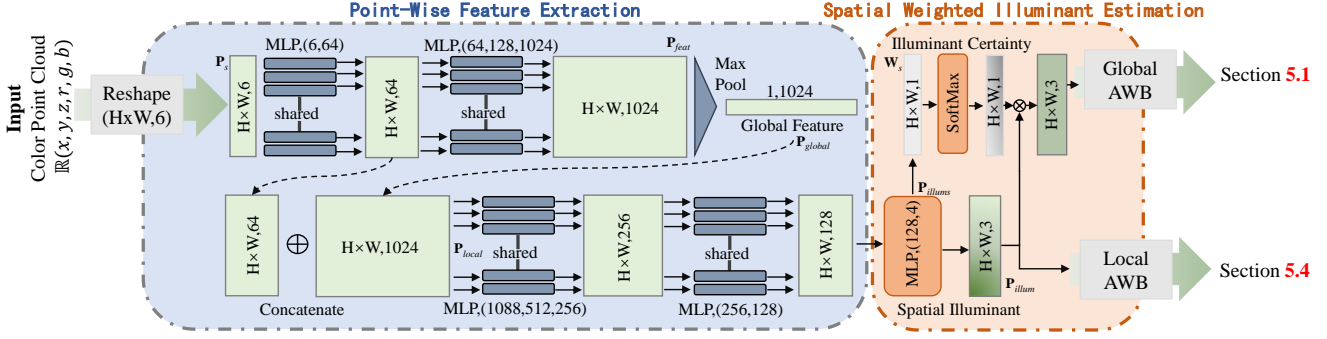 Point-Wise Feature Extraction
Spatial Weighted Illuminant Estimation
Input
Color Point Cloud
ℝ(x, y, z, r, g, b)
Reshape
(HxW,6)
P_s
H×W,6
MLP,(6,64)
shared
H×W,64
MLP,(64,128,1024)
shared
H×W,1024
P_feat
Max
Pool
1,1024
Global Feature
P_global
H×W,64
⊕
Concatenate
H×W,1024
P_local
shared
MLP,(1088,512,256)
H×W,256
shared
MLP,(256,128)
H×W,128
Illuminant Certainty
W_s
H×W,1
SoftMax
H×W,1
⊗
H×W,3
P_illums
MLP,(128,4)
H×W,3
P_illum
Spatial Illuminant
Global
AWB
Section 5.1
Local
AWB
Section 5.4